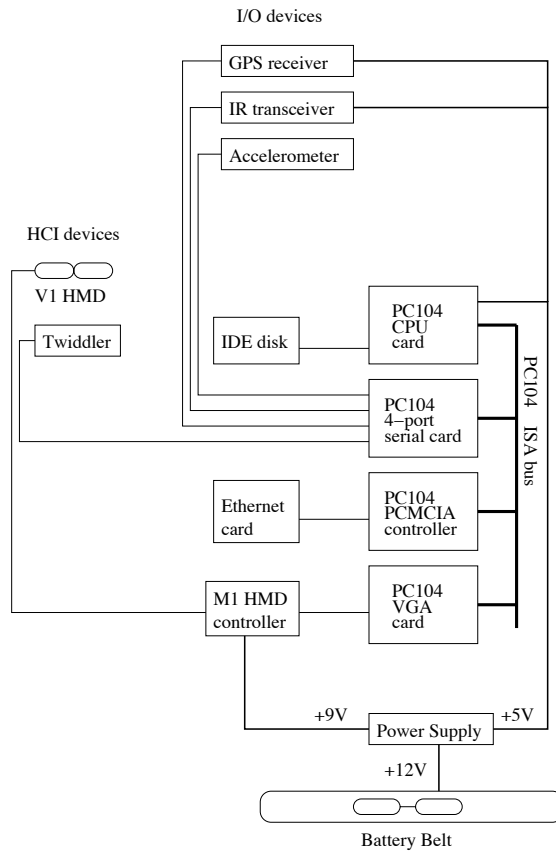 I/O devices
GPS receiver
IR transceiver
Accelerometer
HCI devices
V1 HMD
Twiddler
IDE disk
PC104
CPU
card
PC104 ISA bus
PC104
4−port
serial card
Ethernet
card
PC104
PCMCIA
controller
M1 HMD
controller
PC104
VGA
card
+9V
Power Supply
+5V
+12V
Battery Belt